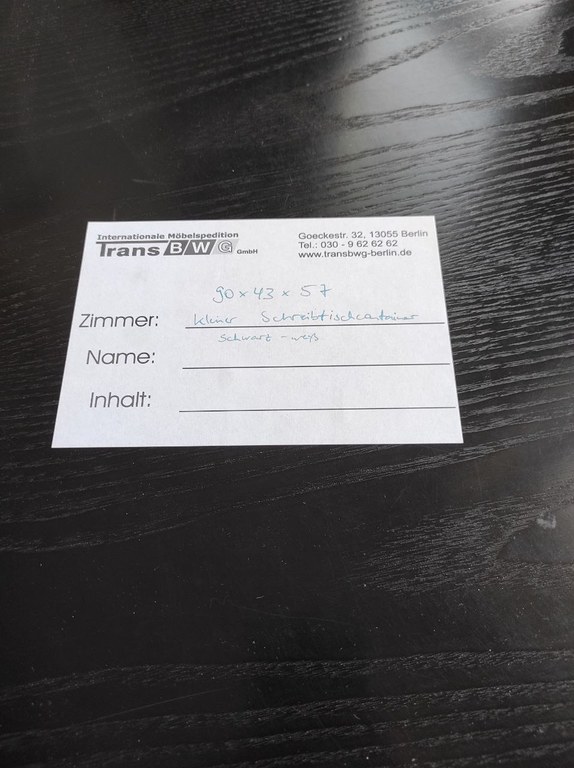 Internationale Möbelspedition
Trans BWG GmbH
Goeckestr. 32, 13055 Berlin
Tel.: 030 - 9 62 62 62
www.transbwg-berlin.de
90 x 43 x 57
Zimmer: kleiner Schreibtischcontainer
schwarz - weiß
Name:
Inhalt: